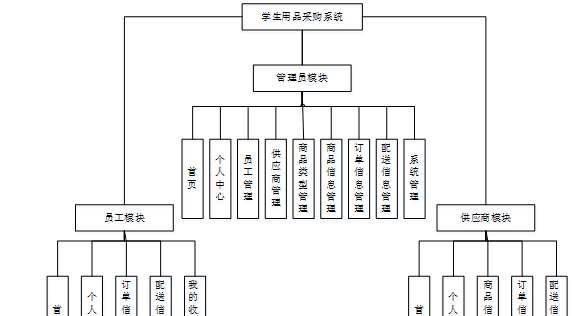 学生用品采购系统
管理员模块
首页
个人中心
员工管理
供应商管理
商品类型管理
商品信息管理
订单信息管理
配送信息管理
系统管理
员工模块
供应商模块
首
个人
订单信
配送信
我的收
首
个人
商品信
订单信
配送信